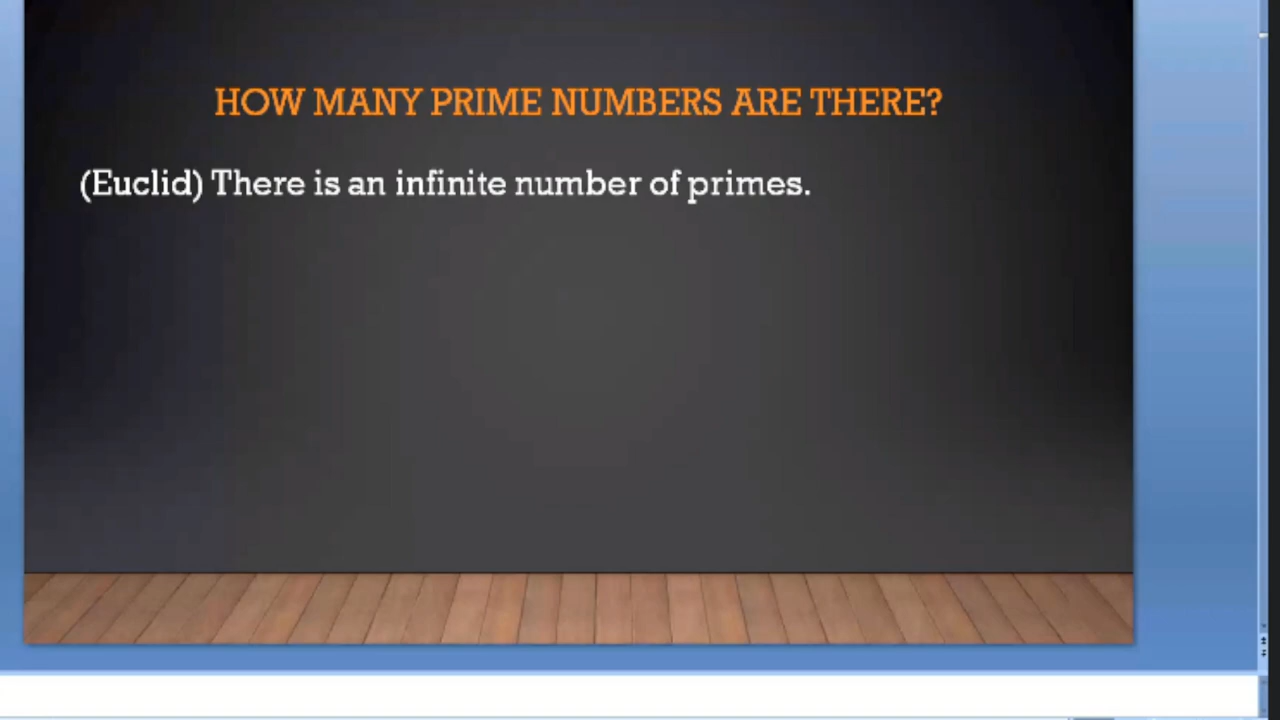 HOW MANY PRIME NUMBERS ARE THERE?
(Euclid) There is an infinite number of primes.